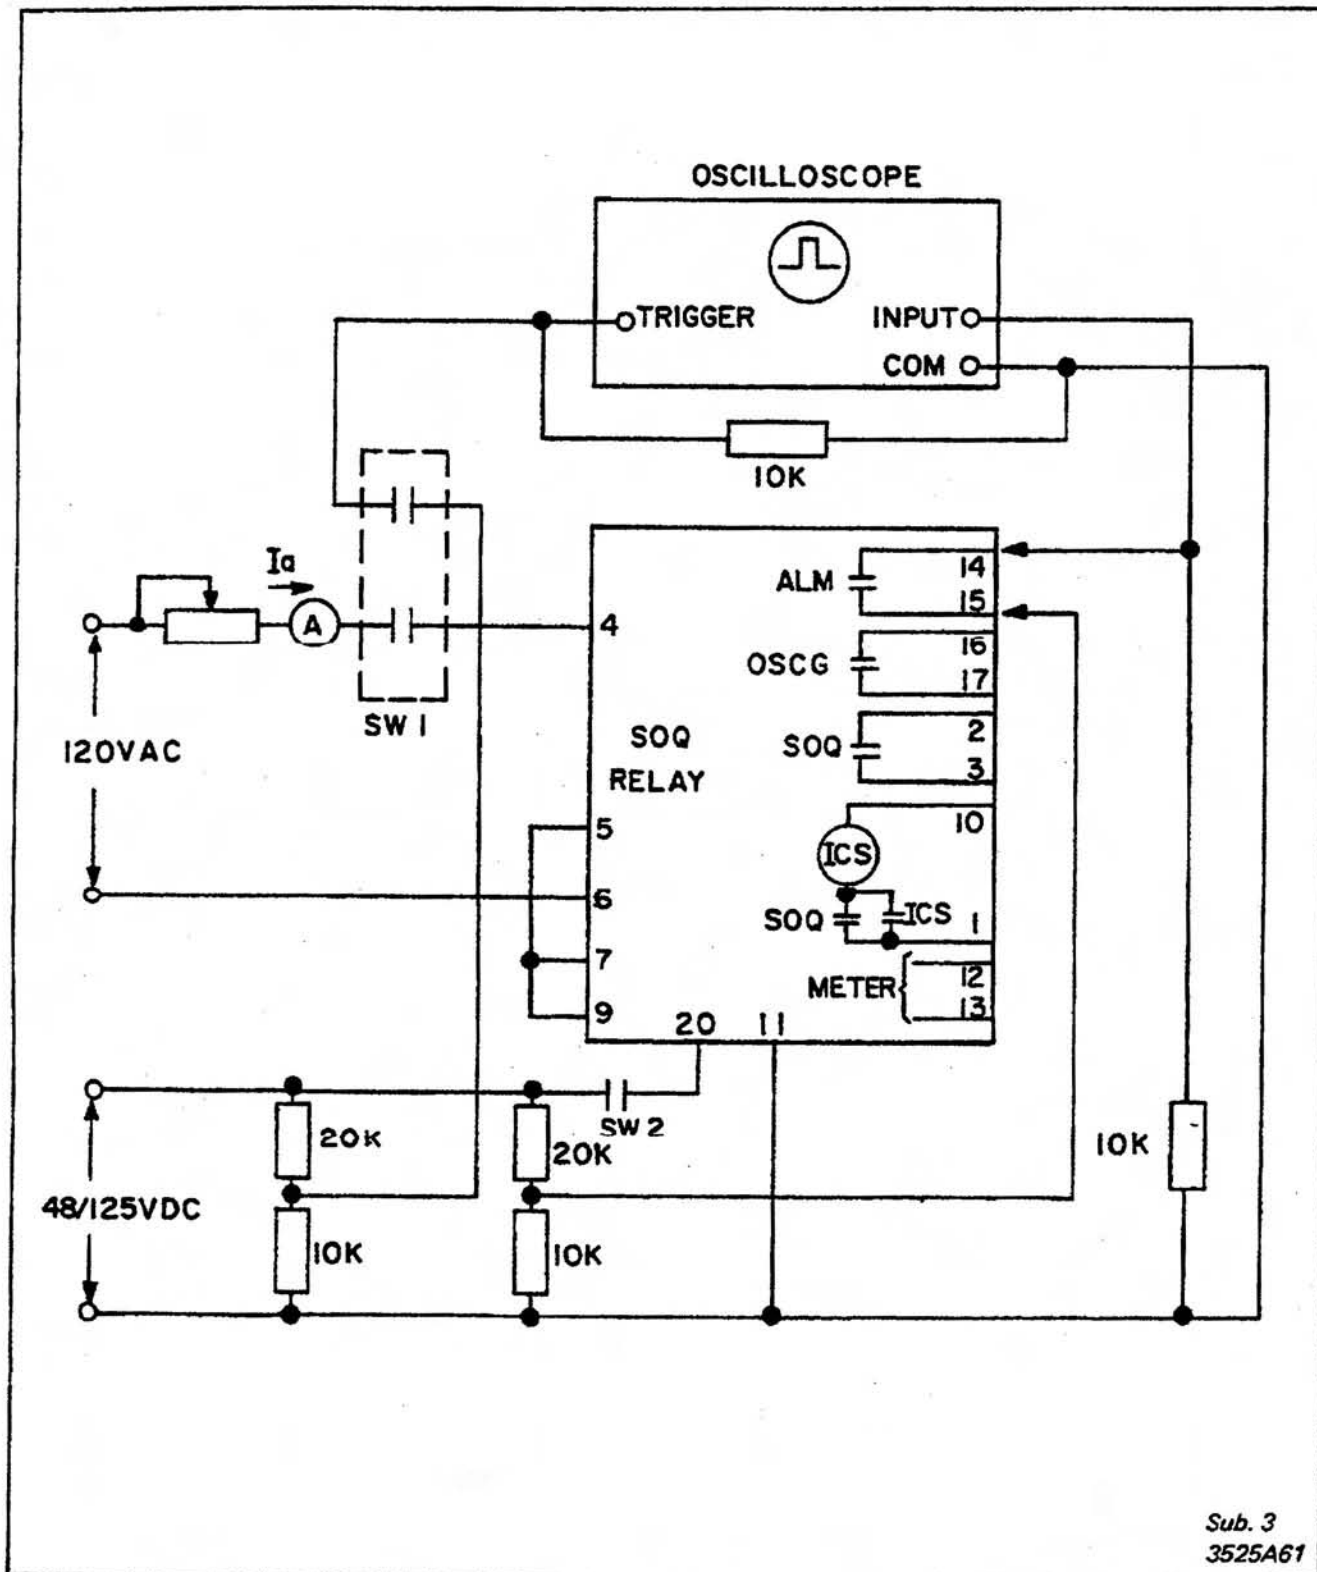 OSCILLOSCOPE
TRIGGER
INPUT
COM
10K
Ia
A
SW 1
120VAC
4
5
6
7
9
SOQ
RELAY
ALM
14
15
OSCG
16
17
SOQ
2
3
10
ICS
SOQ
ICS
1
METER
12
13
20
11
SW 2
20K
20K
10K
48/125VDC
10K
10K
Sub. 3
3525A61